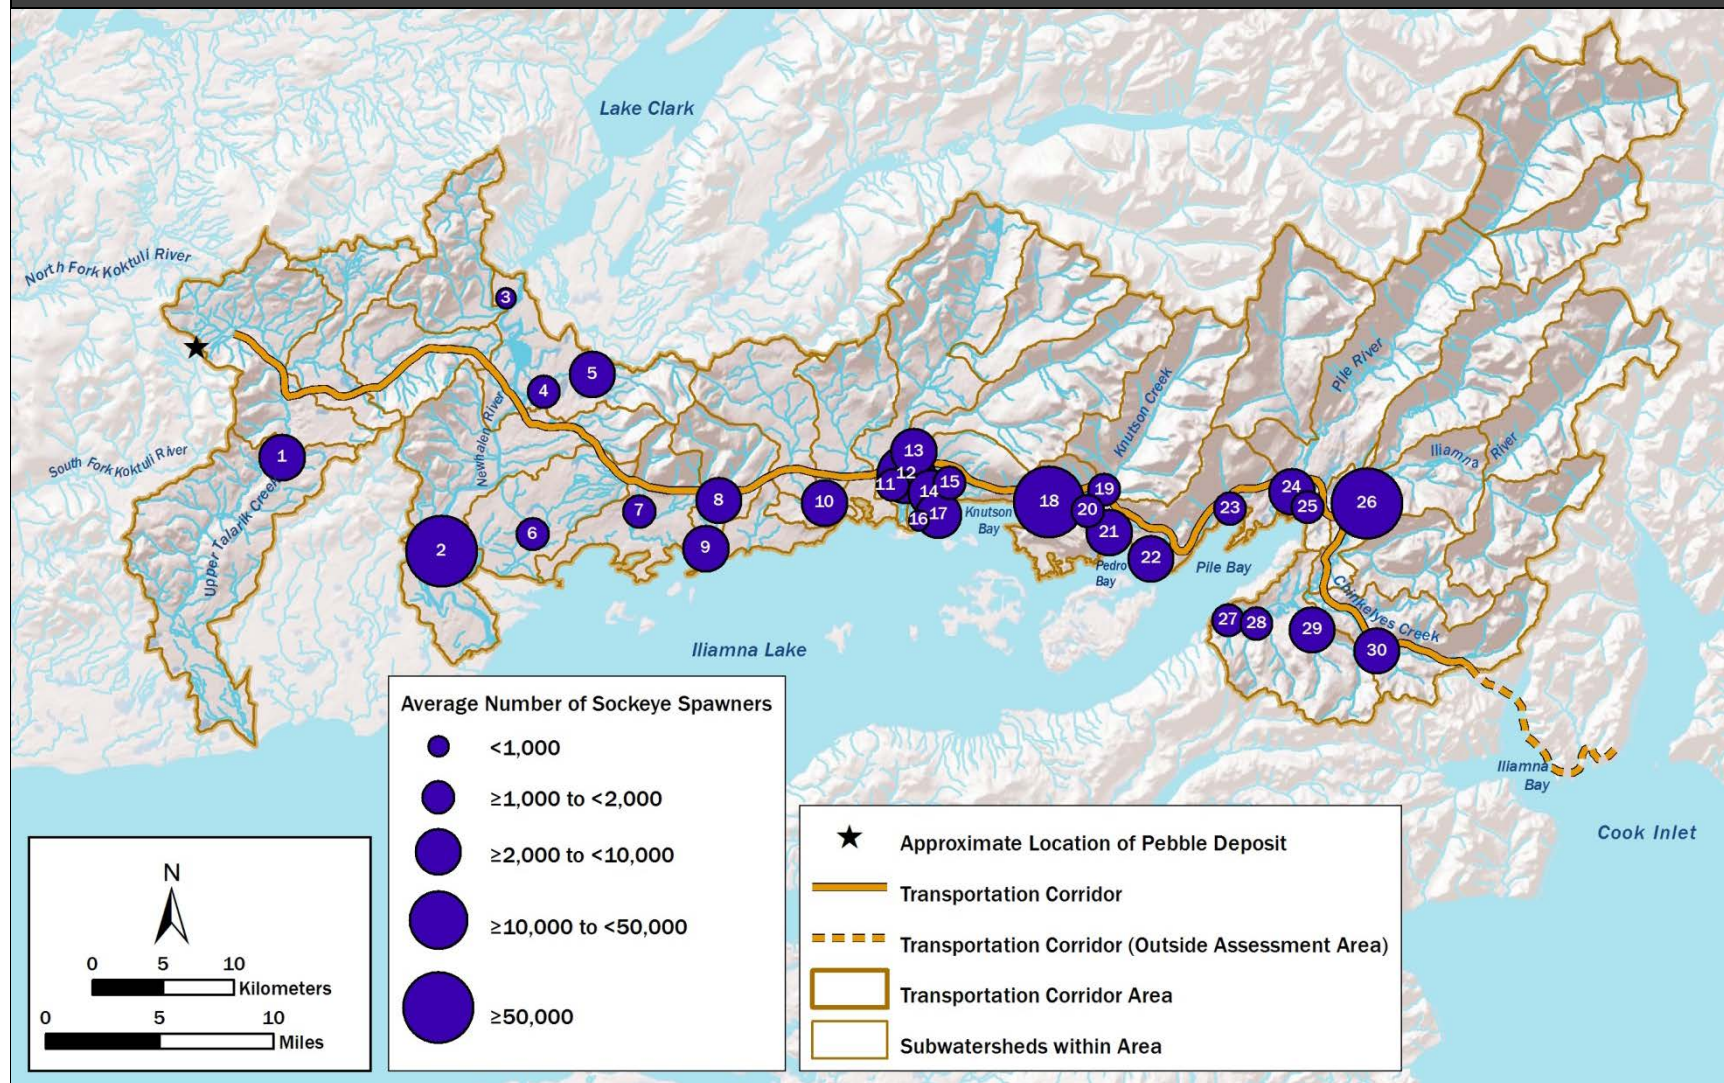 Lake Clark
North Fork Koktuli River
3
5
4
Pile River
Knutson Creek
Newhalen River
South Fork Koktuli River
1
Iliamna River
13
12
11
15
14
8
10
18
19
24
26
7
16
17
20
23
25
Knutson
Bay
6
21
2
9
22
Pedro
Bay
Pile Bay
Upper Talarik Creek
Chinkelyes Creek
27
28
29
30
Iliamna Lake
Iliamna
Bay
Cook Inlet
Average Number of Sockeye Spawners
<1,000
≥1,000 to <2,000
≥2,000 to <10,000
≥10,000 to <50,000
≥50,000
N
0 5 10
Kilometers
0 5 10
Miles
Approximate Location of Pebble Deposit
Transportation Corridor
Transportation Corridor (Outside Assessment Area)
Transportation Corridor Area
Subwatersheds within Area